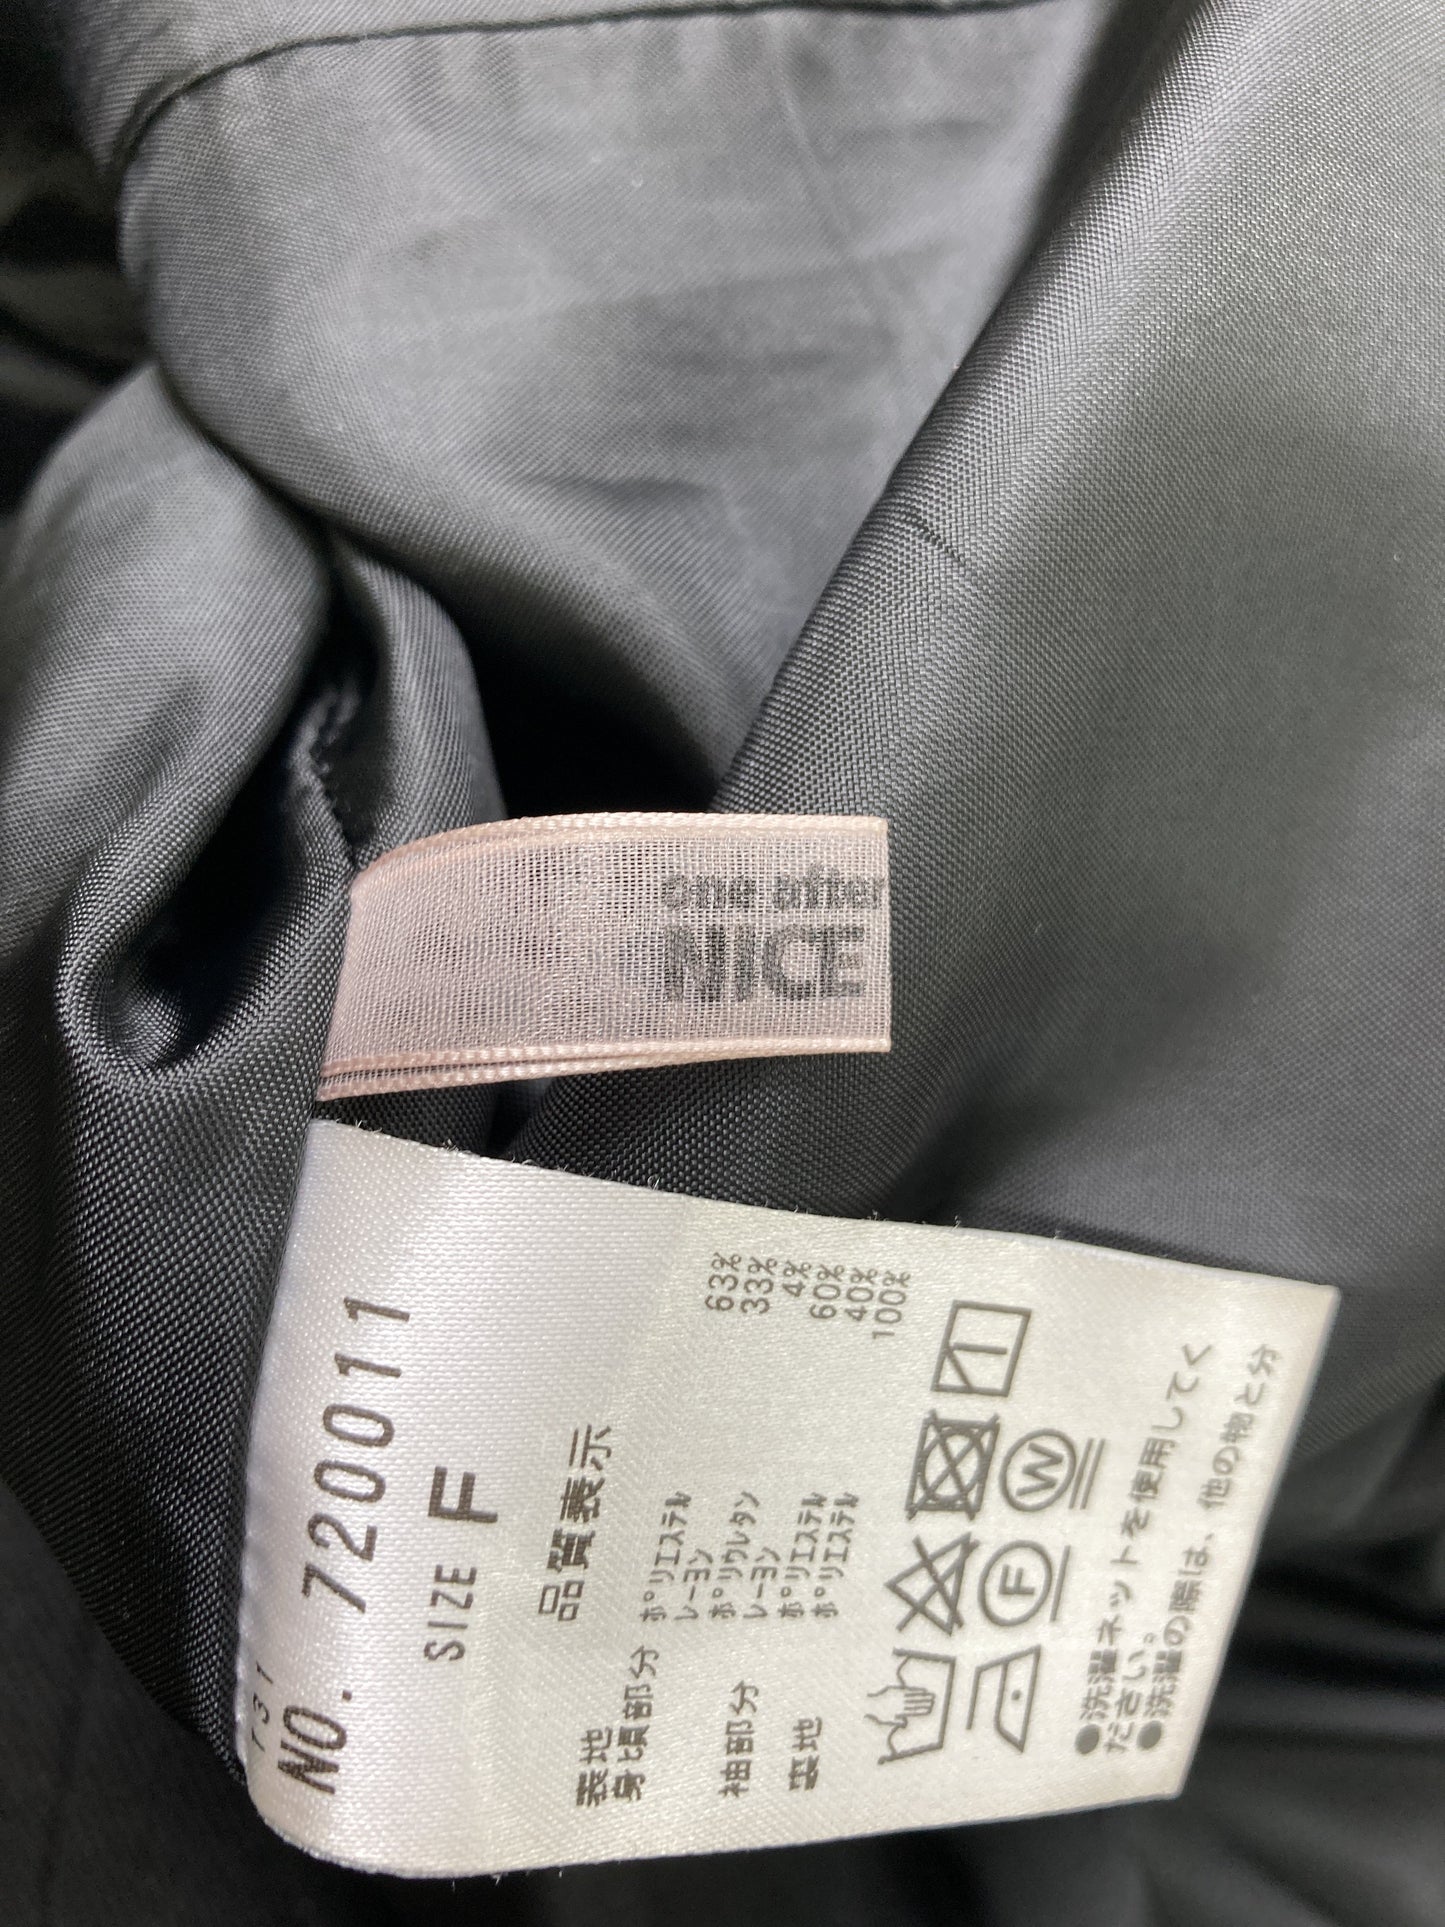 one after
NICE
T31
NO. 720011
SIZE F
品質表示
表地
身頃部分 ポリエステル 63%
レーヨン 33%
ポリウレタン 4%
袖部分 レーヨン 60%
ポリエステル 40%
裏地 ポリエステル 100%
F W
●洗濯ネットを使用してく
ださい。
●洗濯の際は、他の物と分